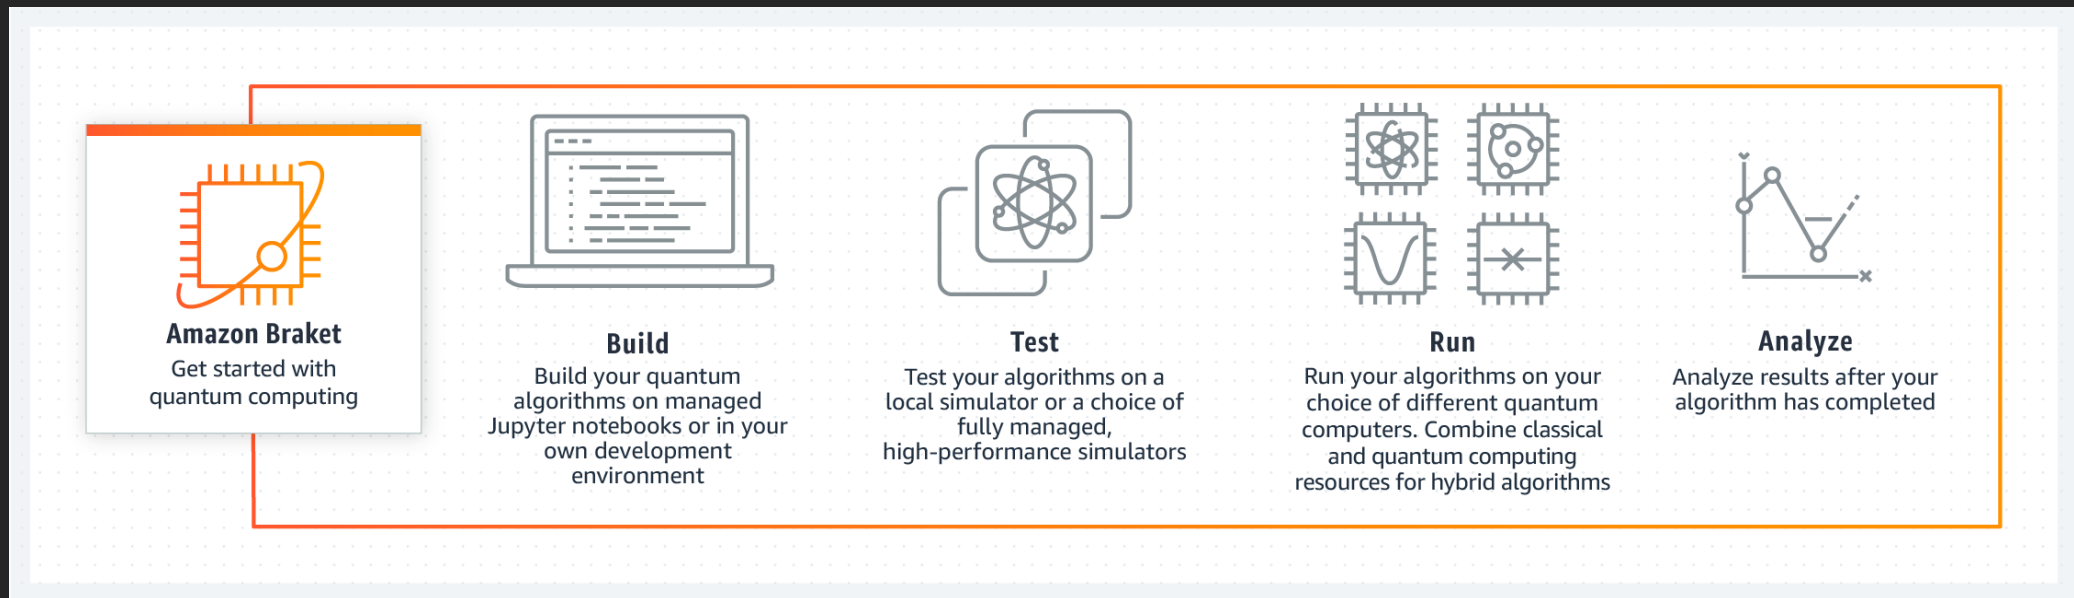 Amazon Braket
Get started with
quantum computing
Build
Build your quantum
algorithms on managed
Jupyter notebooks or in your
own development
environment
Test
Test your algorithms on a
local simulator or a choice of
fully managed,
high-performance simulators
Run
Run your algorithms on your
choice of different quantum
computers. Combine classical
and quantum computing
resources for hybrid algorithms
Analyze
Analyze results after your
algorithm has completed